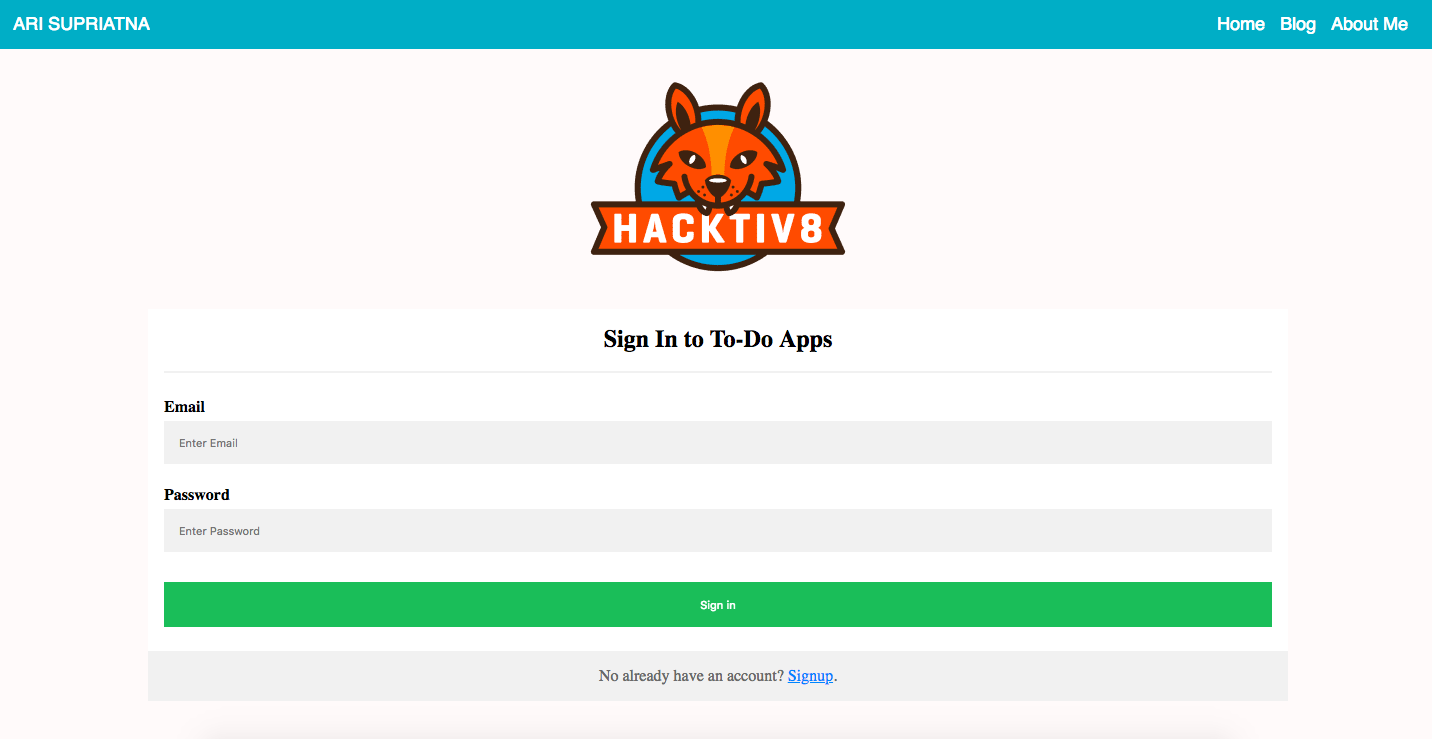 ARI SUPRIATNA
Home Blog About Me
HACKTIV8
Sign In to To-Do Apps
Email
Enter Email
Password
Enter Password
Sign in
No already have an account? Signup.